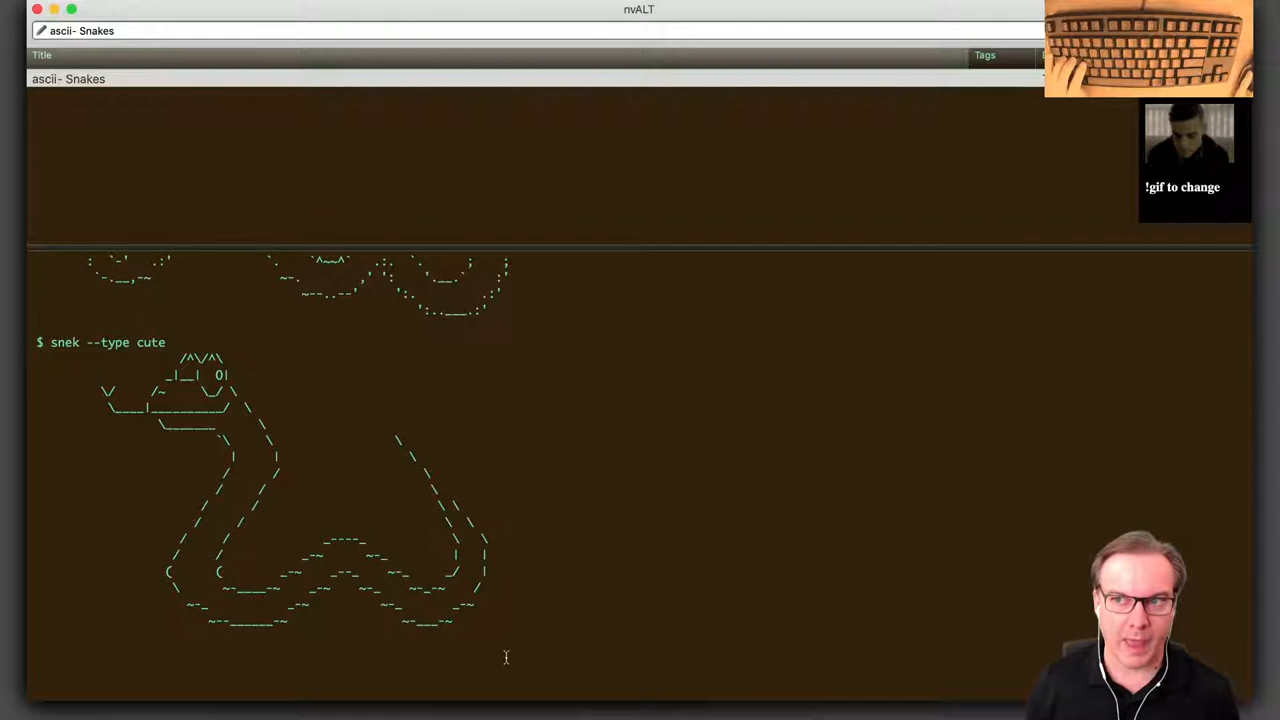 nvALT
ascii- Snakes
Title
Tags
ascii- Snakes
!gif to change
$ snek --type cute